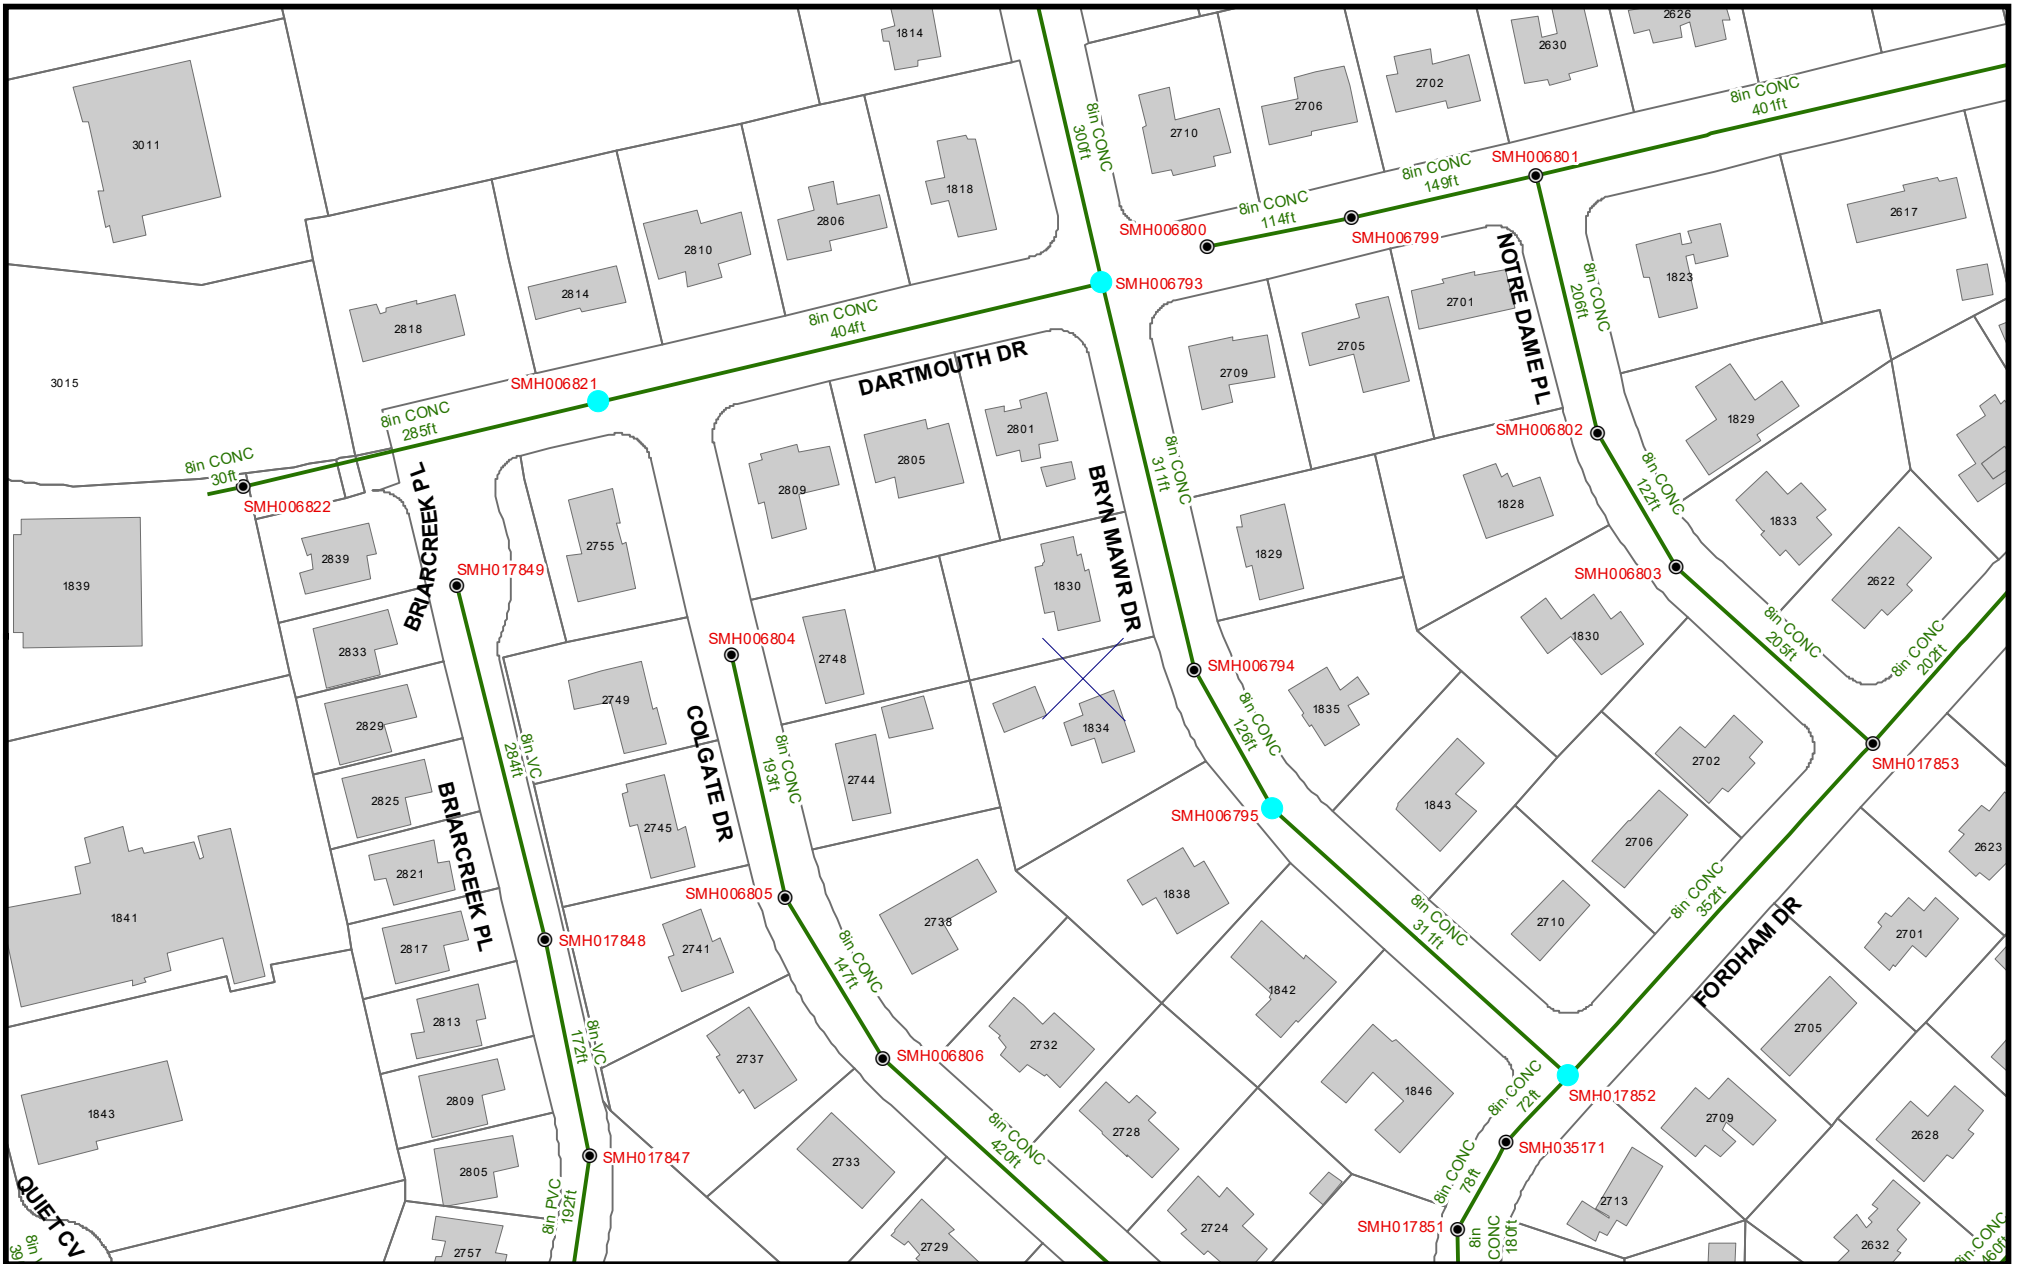 1814
2626
2630
2702
2706
2710
8in CONC
401ft
8in CONC
300ft
3011
SMH006801
8in CONC
149ft
1818
8in CONC
114ft
2617
2806
SMH006800
SMH006799
2810
NOTRE DAME PL
1823
SMH006793
2814
8in CONC
206ft
2701
2818
8in CONC
404ft
2705
DARTMOUTH DR
2709
3015
SMH006821
8in CONC
285ft
1829
2801
SMH006802
2805
8in CONC
30ft
8in CONC
311ft
8in CONC
122ft
2809
SMH006822
BRIARCREEK PL
BRYN MAWR DR
1828
1833
2755
1829
2839
SMH017849
SMH006803
2622
1839
1830
8in CONC
205ft
1830
8in CONC
202ft
SMH006804
2833
2748
SMH006794
2749
1835
2829
COLGATE DR
1834
8in CONC
126ft
8in VC
284ft
8in CONC
193ft
2702
SMH017853
2744
2825
BRIARCREEK PL
1843
SMH006795
2745
2706
2623
2821
8in CONC
352ft
SMH006805
1838
1841
2738
8in CONC
311ft
2710
2701
2817
SMH017848
2741
8in CONC
147ft
FORDHAM DR
1842
2813
2705
8in VC
172ft
2732
SMH006806
2737
1846
8in CONC
72ft
SMH017852
2809
1843
2709
2728
8in CONC
420ft
2628
SMH035171
SMH017847
2733
2805
8in CONC
78ft
QUIET CV
8in PVC
192ft
2713
2724
SMH017851
8in
CONC
180ft
2729
2757
2632
8in CONC
460ft
8in
39